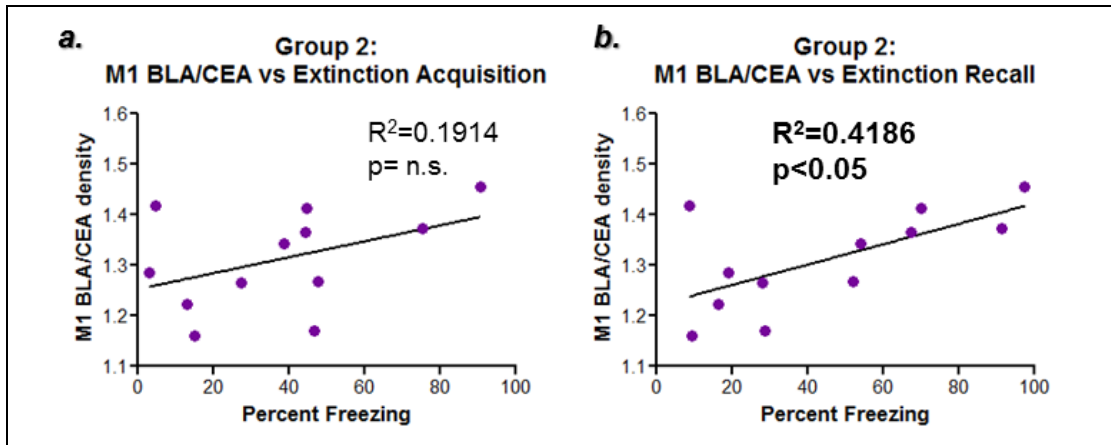 a.
Group 2:
M1 BLA/CEA vs Extinction Acquisition
R²=0.1914
p= n.s.
M1 BLA/CEA density
1.6
1.5
1.4
1.3
1.2
1.1
0 20 40 60 80 100
Percent Freezing
b.
Group 2:
M1 BLA/CEA vs Extinction Recall
R²=0.4186
p<0.05
M1 BLA/CEA density
1.6
1.5
1.4
1.3
1.2
1.1
0 20 40 60 80 100
Percent Freezing